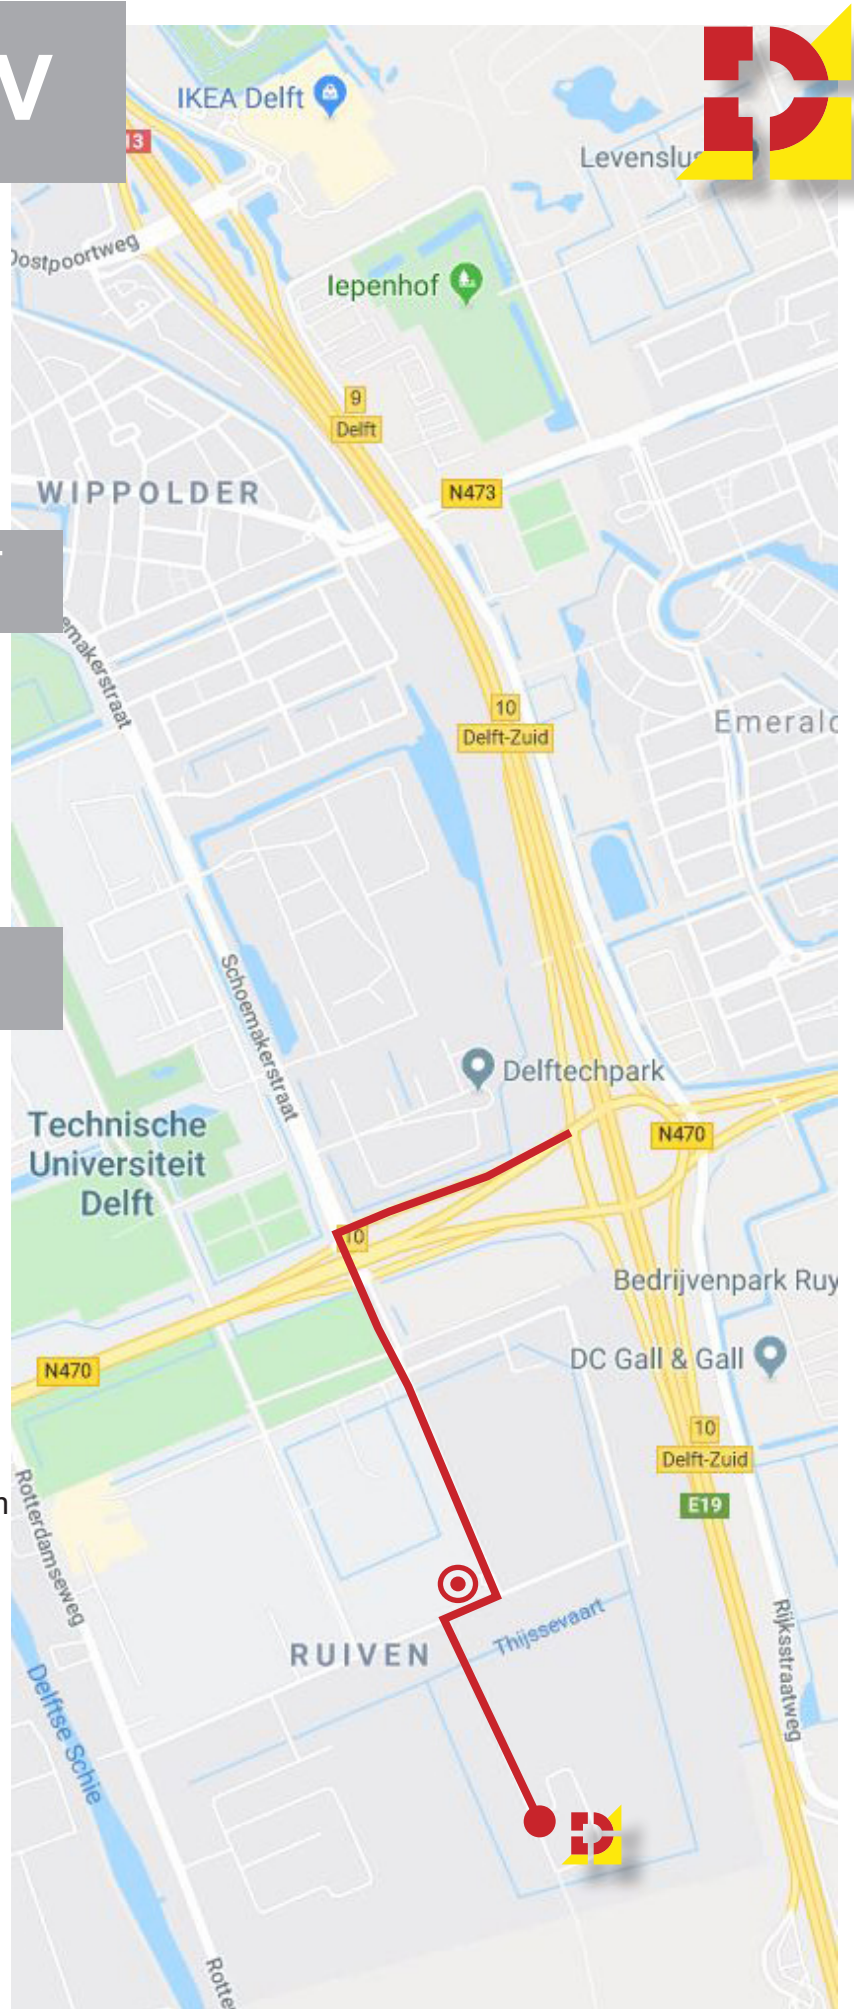 V
IKEA Delft
13
Levenslus
Oostpoortweg
Iepenhof
9
Delft
WIPPOLDER
N473
emakerstraat
10
Delft-Zuid
Emerald
Schoemakerstraat
Delftechpark
Technische
Universiteit
Delft
N470
10
Bedrijvenpark Ruy
DC Gall & Gall
N470
10
Delft-Zuid
E19
Rotterdamseweg
n
Thijssevaart
RUIVEN
Rijksstraatweg
Delftse Schie
D
Rotte